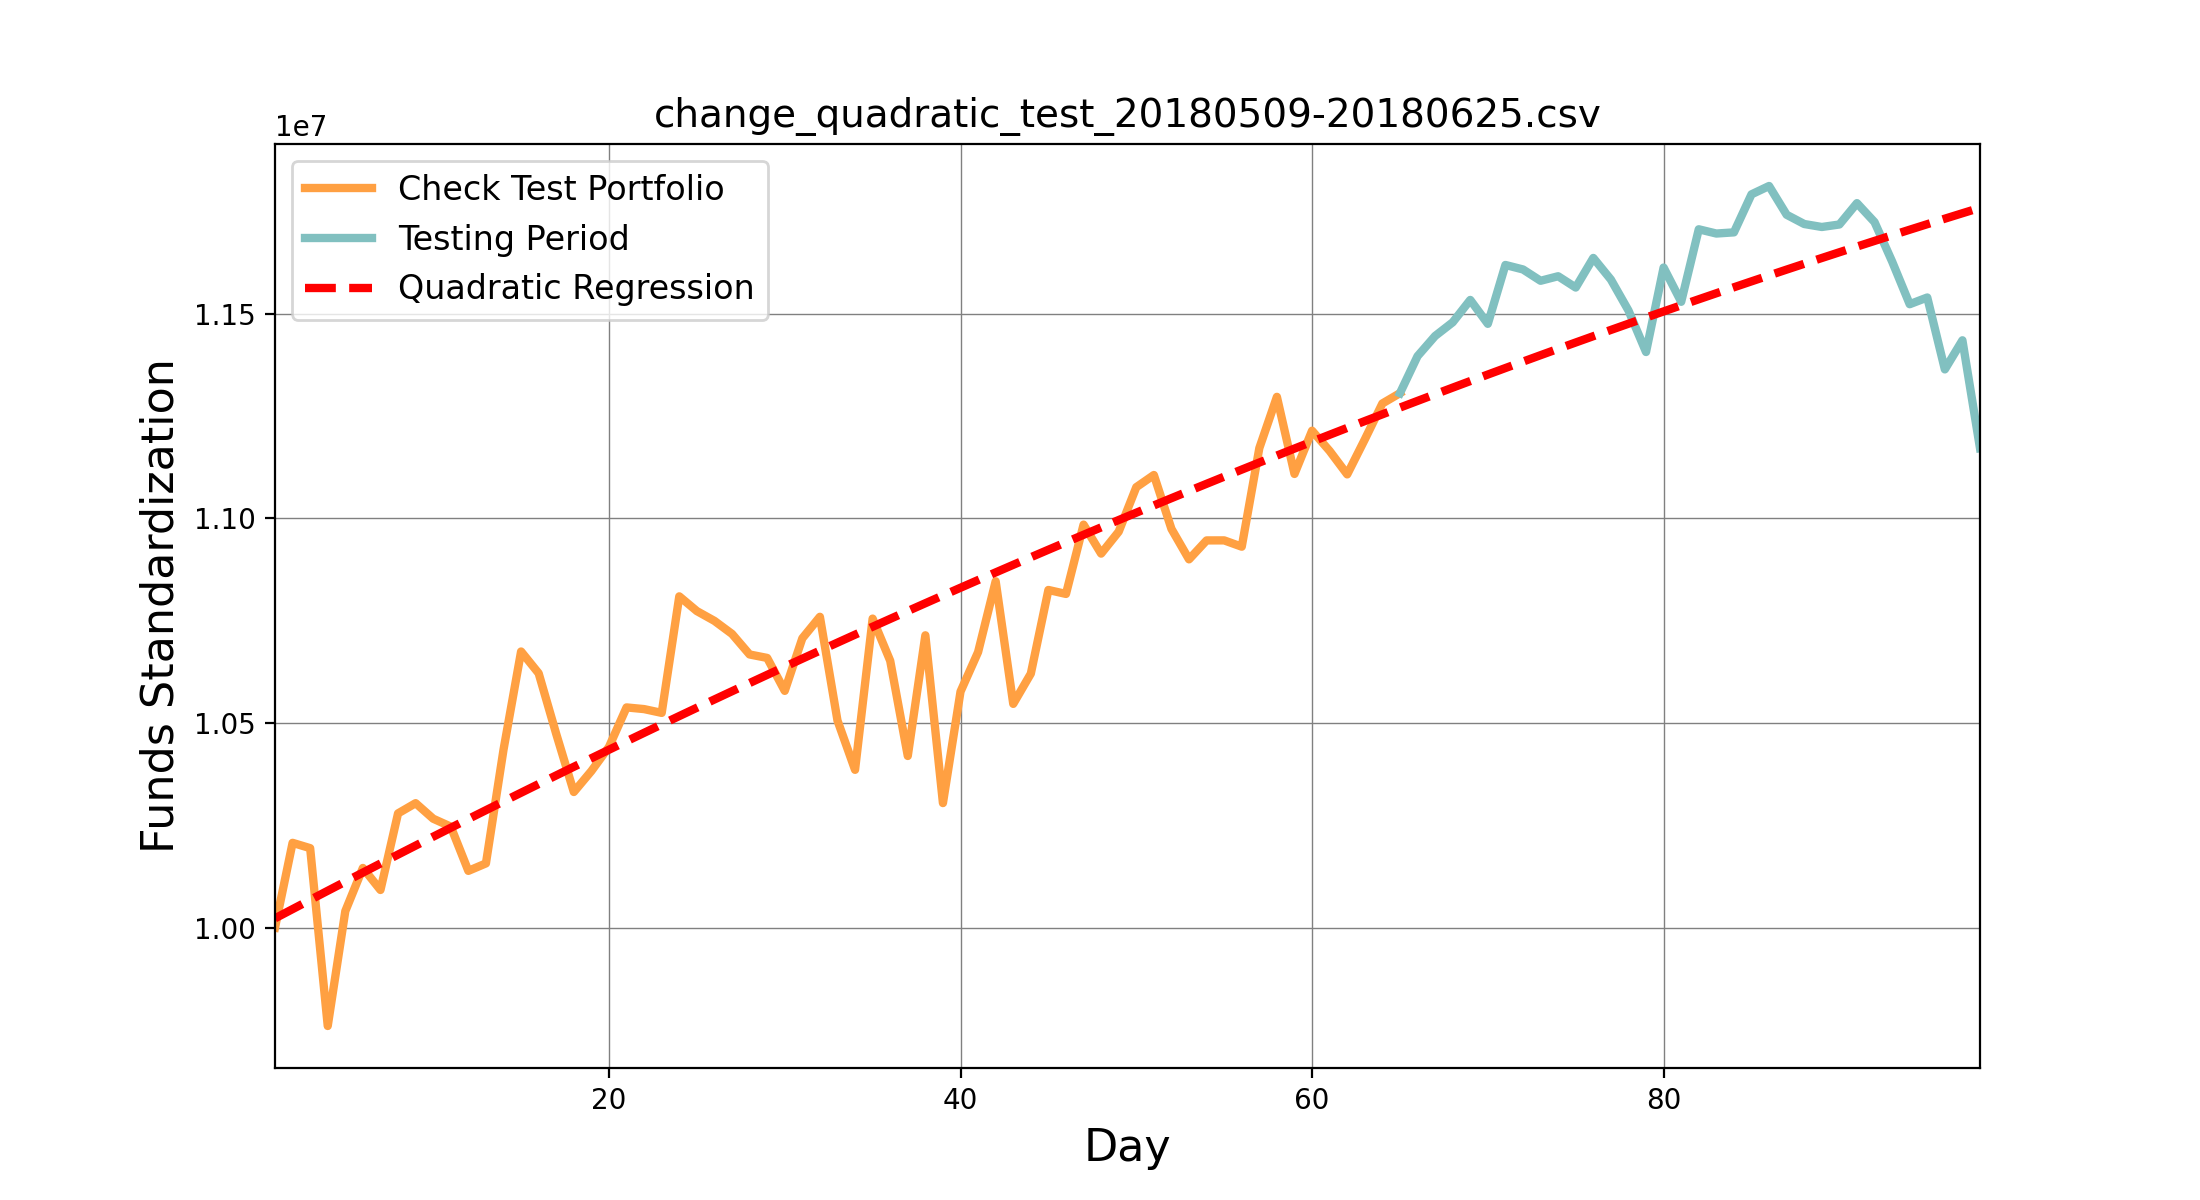 change_quadratic_test_20180509-20180625.csv
1e7
Check Test Portfolio
Testing Period
Quadratic Regression
1.15
1.10
1.05
1.00
Funds Standardization
20 40 60 80
Day